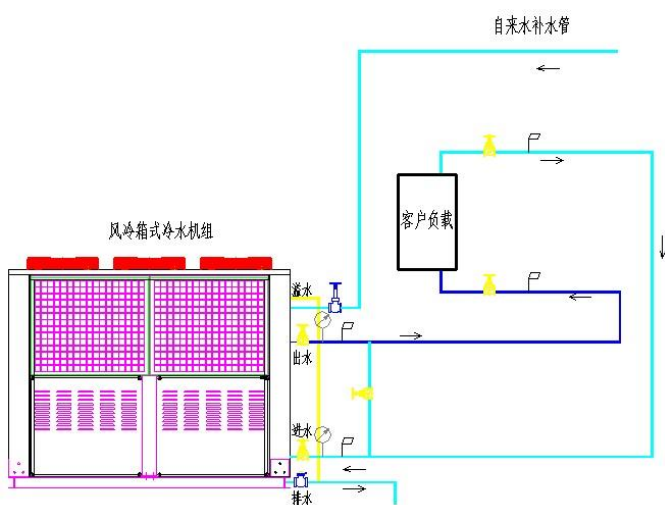 自来水补水管
客户负载
风冷箱式冷水机组
溢水
出水
进水
排水